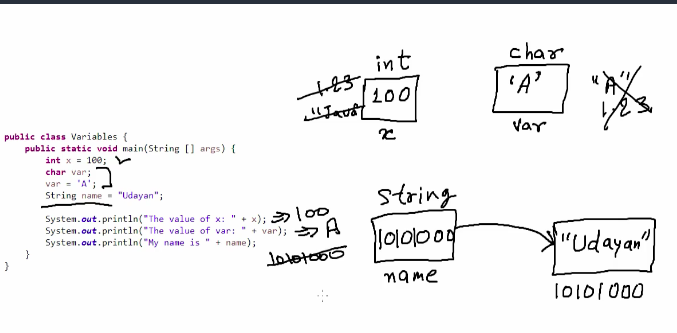 int
char
1.23
"Java"
100
'A'
"A"
1.23
x
var
public class Variables {
public static void main(String [] args) {
int x = 100;
char var;
var = 'A';
String name = "Udayan";
System.out.println("The value of x: " + x); => 100
System.out.println("The value of var: " + var); => A
System.out.println("My name is " + name);
10101000
}
}
String
10101000
name
"Udayan"
10101000